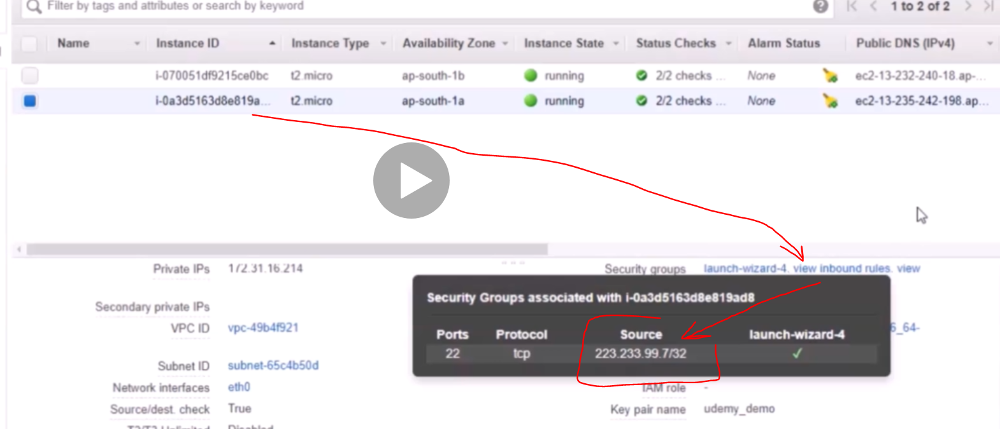 Filter by tags and attributes or search by keyword
1 to 2 of 2
Name Instance ID Instance Type Availability Zone Instance State Status Checks Alarm Status Public DNS (IPv4)
i-070051df9215ce0bc t2.micro ap-south-1b running 2/2 checks ... None ec2-13-232-240-18.ap-...
i-0a3d5163d8e819a... t2.micro ap-south-1a running 2/2 checks ... None ec2-13-235-242-198.ap...
Private IPs 172.31.16.214 Security groups launch-wizard-4. view inbound rules. view
Security Groups associated with i-0a3d5163d8e819ad8
Secondary private IPs
VPC ID vpc-49b4f921 6_64-
Ports Protocol Source launch-wizard-4
22 tcp 223.233.99.7/32 ✓
Subnet ID subnet-65c4b50d
Network interfaces eth0 IAM role -
Source/dest. check True Key pair name udemy_demo
T2/T3 Unlimited Disabled